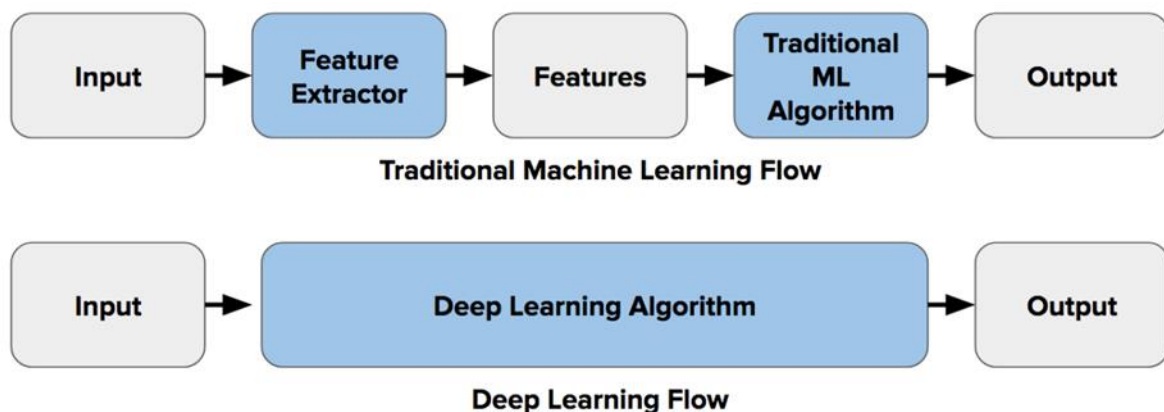 Input
Feature
Extractor
Features
Traditional
ML
Algorithm
Output
Traditional Machine Learning Flow
Input
Deep Learning Algorithm
Output
Deep Learning Flow